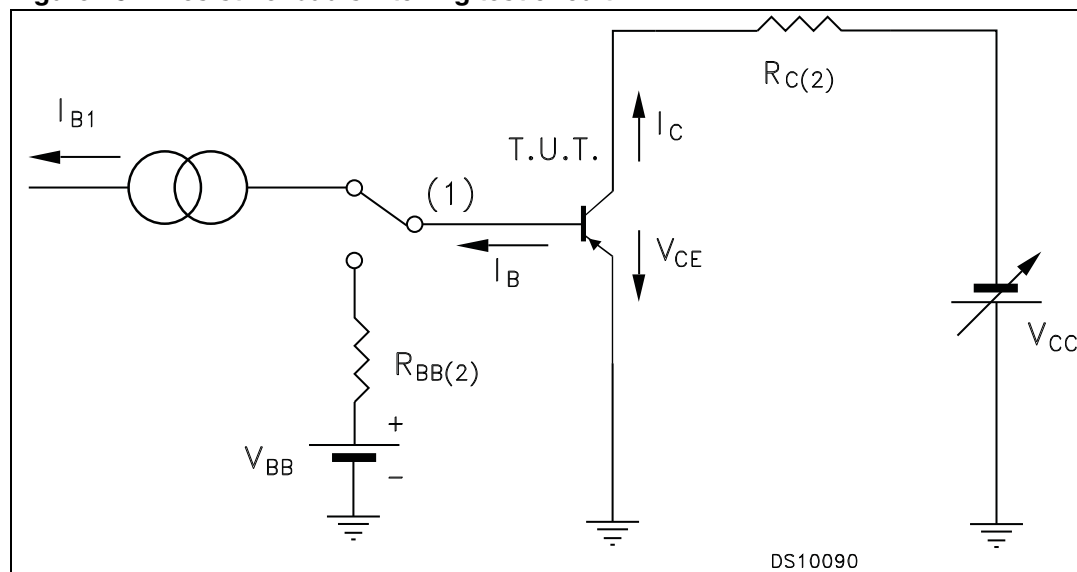 R_C(2)
I_B1
I_C
T.U.T.
(1)
V_CE
I_B
V_CC
R_BB(2)
+
V_BB
-
DS10090